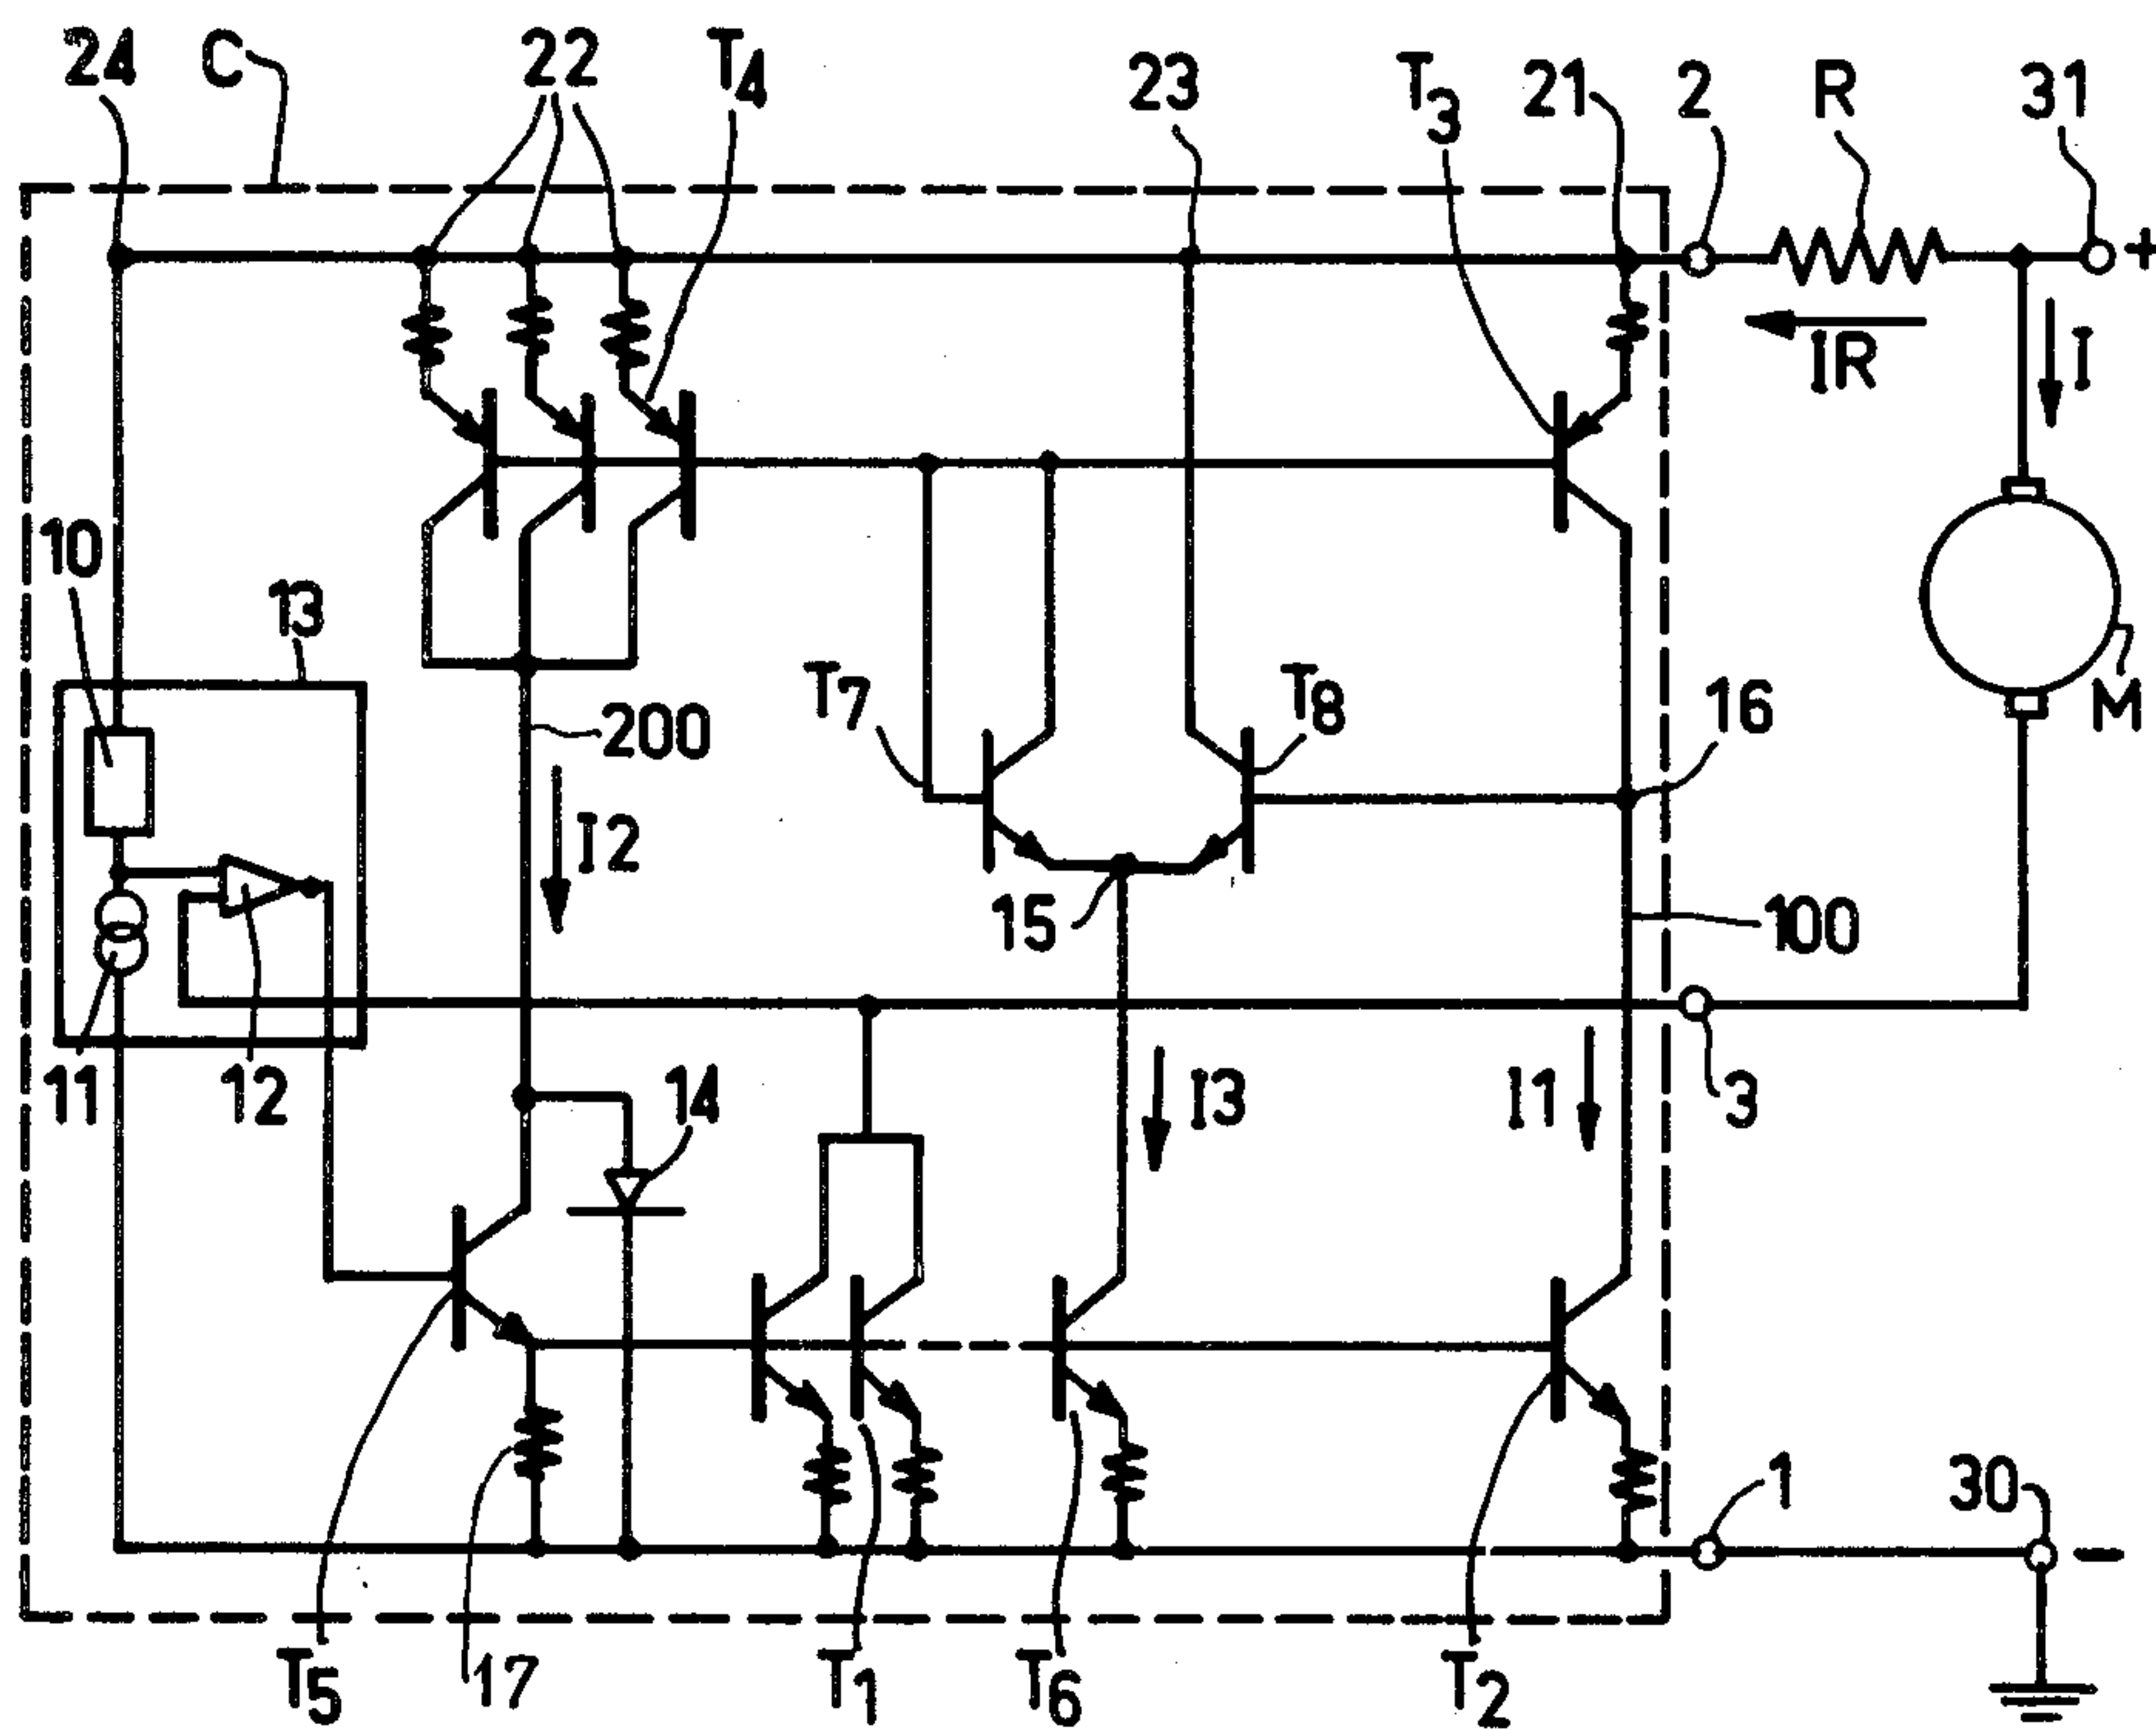 24 C 22 T4 23 T3 21 2 R 31
+
IR I
10
13
T7 T8 16 M
200
I2
15 100
11 12 14 I3 I1 3
1 30
−
T5 17 T1 T6 T2